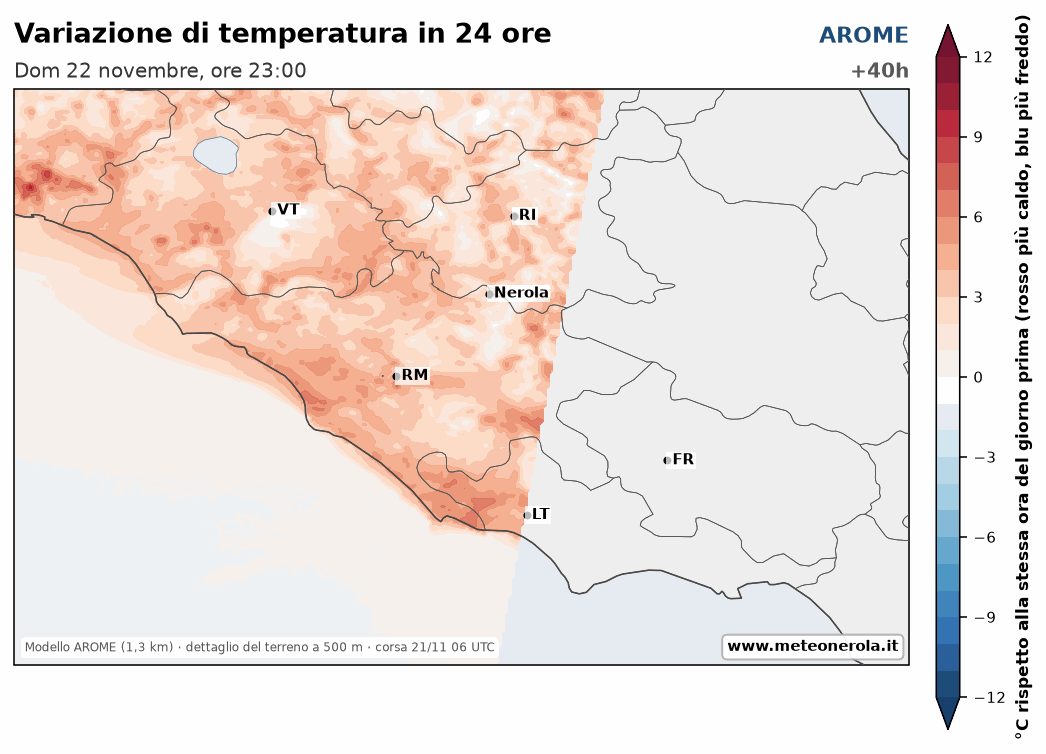 Variazione di temperatura in 24 ore
AROME
Dom 22 novembre, ore 23:00
+40h
VT
RI
Nerola
RM
FR
LT
Modello AROME (1,3 km) · dettaglio del terreno a 500 m · corsa 21/11 06 UTC
www.meteonerola.it
12
9
6
3
0
−3
−6
−9
−12
°C rispetto alla stessa ora del giorno prima (rosso più caldo, blu più freddo)